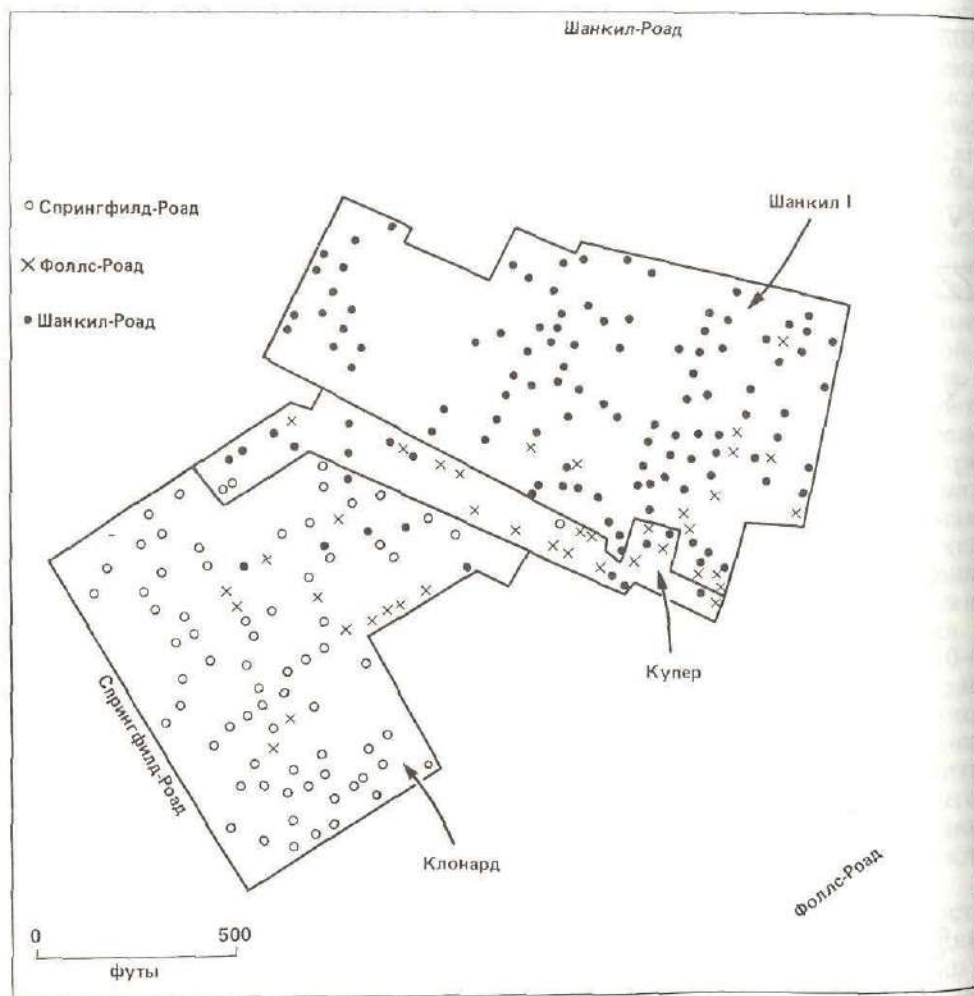 Шанкил-Роад
Спрингфилд-Роад
Фоллс-Роад
Шанкил-Роад
Шанкил I
Купер
Спрингфилд-Роад
Клонард
Фоллс-Роад
0 500
футы